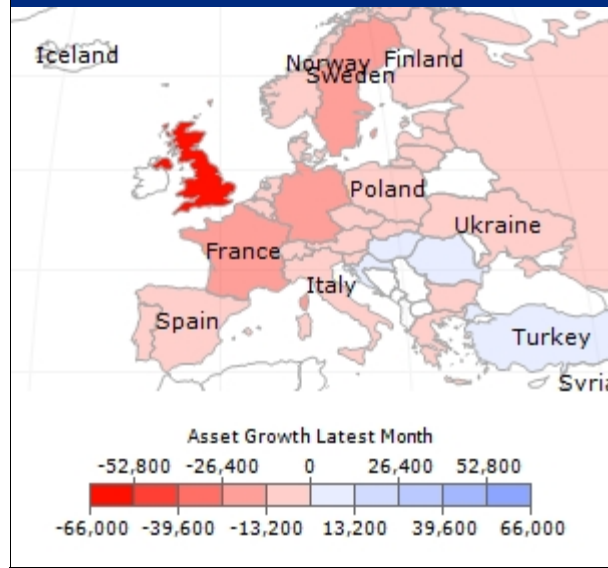 Iceland
Norway
Finland
Sweden
Poland
Ukraine
France
Italy
Spain
Turkey
Syria
Asset Growth Latest Month
-52,800 -26,400 0 26,400 52,800
-66,000 -39,600 -13,200 13,200 39,600 66,000